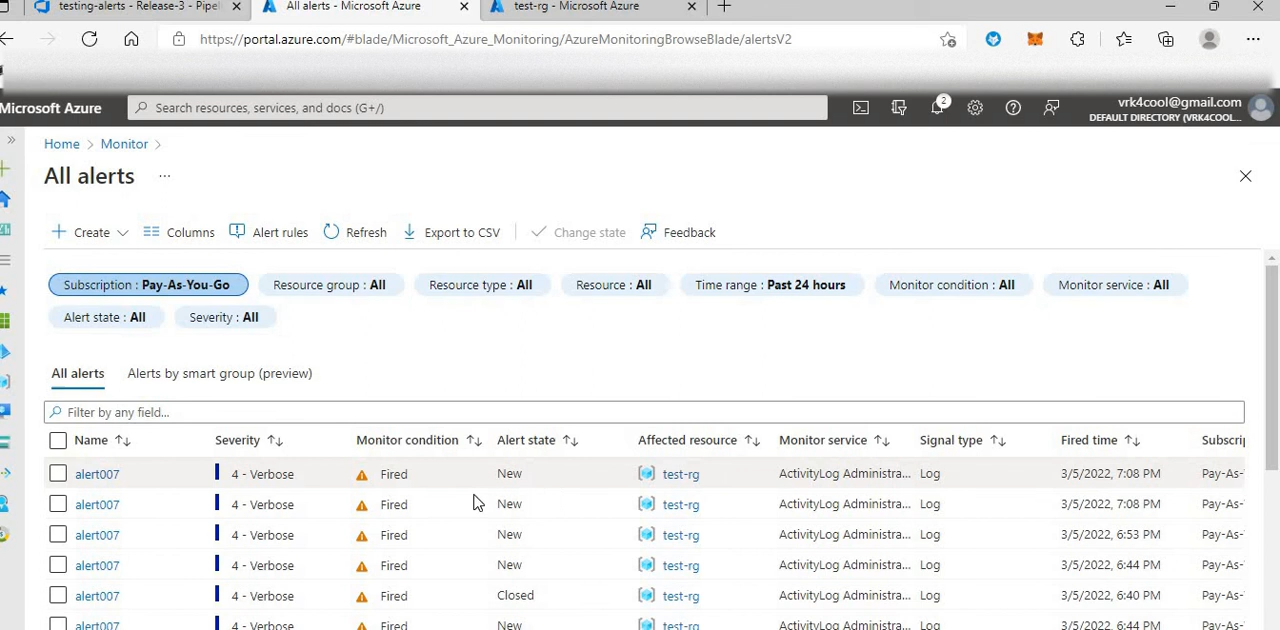 testing-alerts - Release-3 - Pipel
All alerts - Microsoft Azure
test-rg - Microsoft Azure
https://portal.azure.com/#blade/Microsoft_Azure_Monitoring/AzureMonitoringBrowseBlade/alertsV2
Microsoft Azure
Search resources, services, and docs (G+/)
2
vrk4cool@gmail.com
DEFAULT DIRECTORY (VRK4COOL...
Home > Monitor >
All alerts ...
Create
Columns
Alert rules
Refresh
Export to CSV
Change state
Feedback
Subscription : Pay-As-You-Go
Resource group : All
Resource type : All
Resource : All
Time range : Past 24 hours
Monitor condition : All
Monitor service : All
Alert state : All
Severity : All
All alerts
Alerts by smart group (preview)
Filter by any field...
Name Severity Monitor condition Alert state Affected resource Monitor service Signal type Fired time Subscrip
alert007 4 - Verbose Fired New test-rg ActivityLog Administra... Log 3/5/2022, 7:08 PM Pay-As-
alert007 4 - Verbose Fired New test-rg ActivityLog Administra... Log 3/5/2022, 7:08 PM Pay-As-
alert007 4 - Verbose Fired New test-rg ActivityLog Administra... Log 3/5/2022, 6:53 PM Pay-As-
alert007 4 - Verbose Fired New test-rg ActivityLog Administra... Log 3/5/2022, 6:44 PM Pay-As-
alert007 4 - Verbose Fired Closed test-rg ActivityLog Administra... Log 3/5/2022, 6:40 PM Pay-As-
alert007 4 - Verbose Fired New test-rg ActivityLog Administra... Log 3/5/2022, 6:44 PM Pay-As-